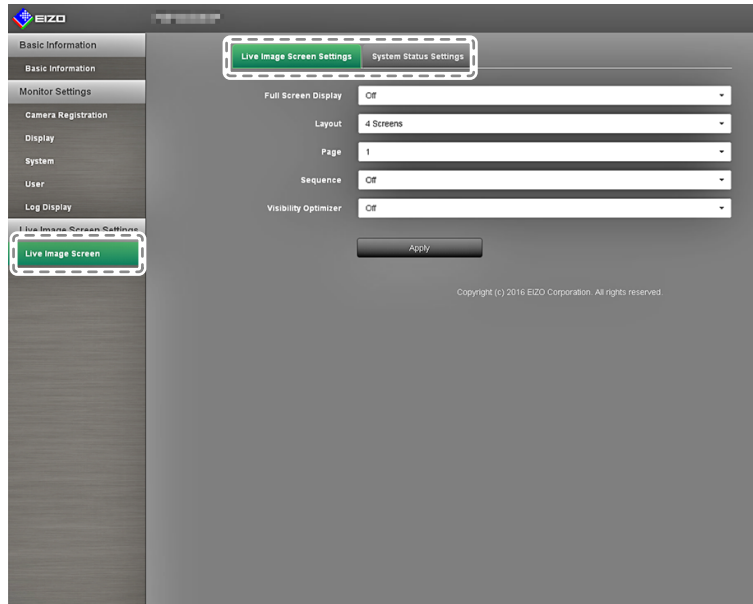 EIZO
Basic Information
Basic Information
Monitor Settings
Camera Registration
Display
System
User
Log Display
Live Image Screen Settings
Live Image Screen
Live Image Screen Settings System Status Settings
Full Screen Display Off
Layout 4 Screens
Page 1
Sequence Off
Visibility Optimizer Off
Apply
Copyright (c) 2016 EIZO Corporation. All rights reserved.